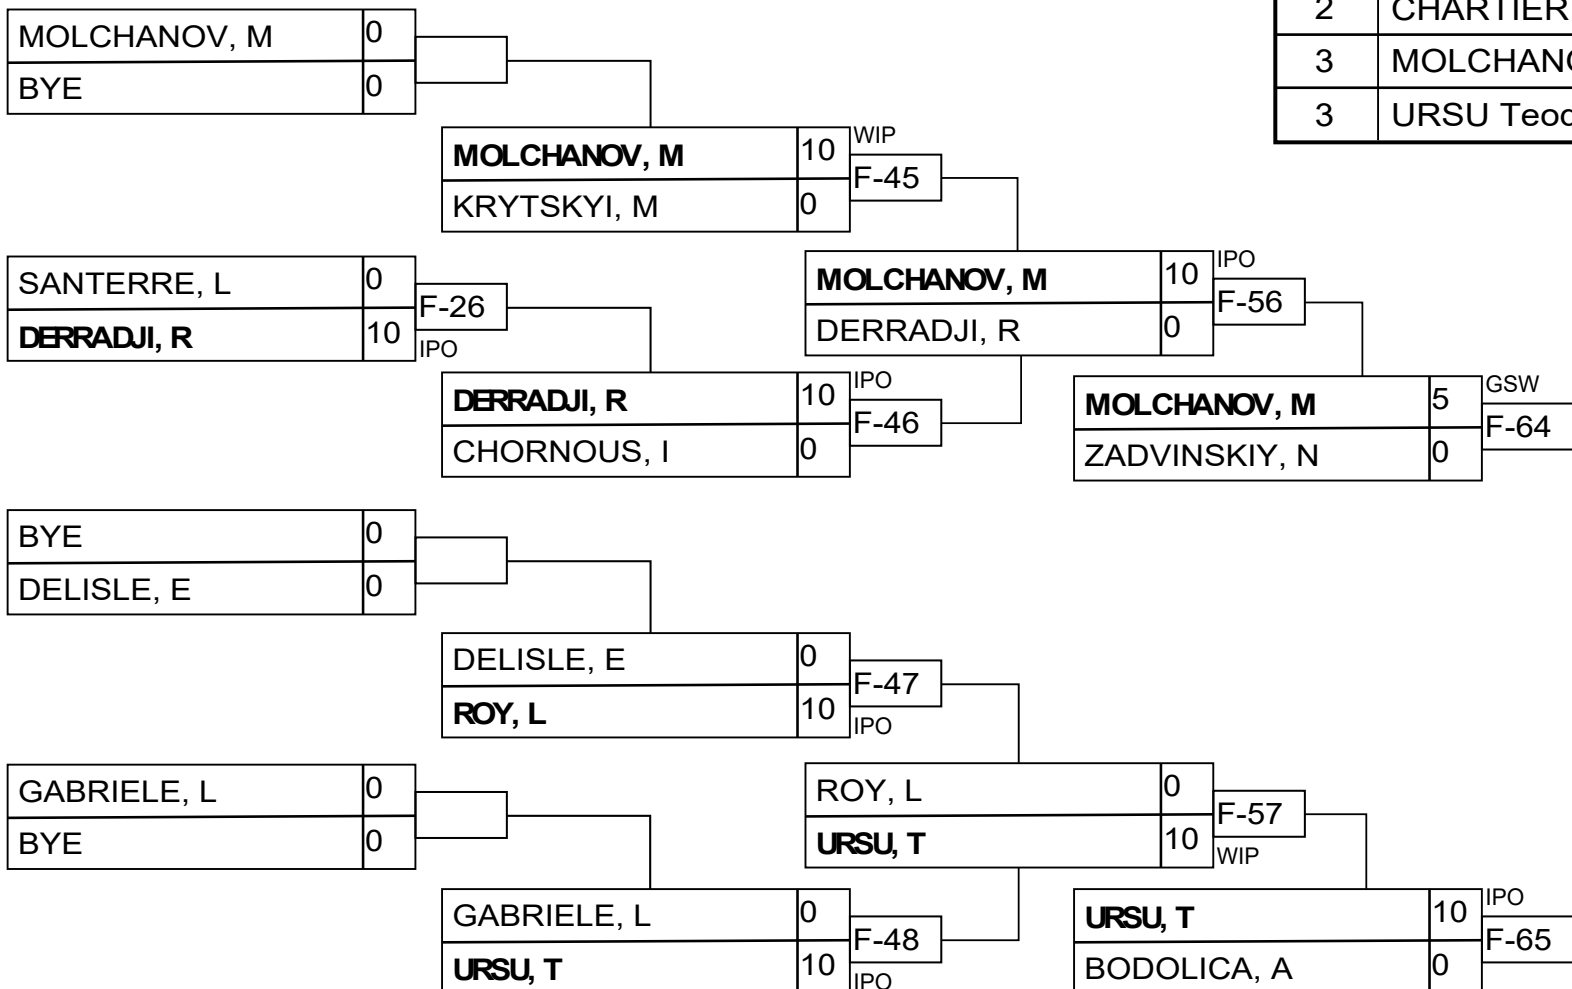 2 CHARTIER
MOLCHANOV, M 0
BYE 0
3 MOLCHANO
3 URSU Teod
MOLCHANOV, M 10 WIP
F-45
KRYTSKYI, M 0
SANTERRE, L 0
F-26
DERRADJI, R 10 IPO
MOLCHANOV, M 10 IPO
F-56
DERRADJI, R 0
DERRADJI, R 10 IPO
F-46
CHORNOUS, I 0
MOLCHANOV, M 5 GSW
F-64
ZADVINSKIY, N 0
BYE 0
DELISLE, E 0
DELISLE, E 0
F-47
ROY, L 10 IPO
GABRIELE, L 0
BYE 0
ROY, L 0
F-57
URSU, T 10 WIP
GABRIELE, L 0
F-48
URSU, T 10 IPO
URSU, T 10 IPO
F-65
BODOLICA, A 0